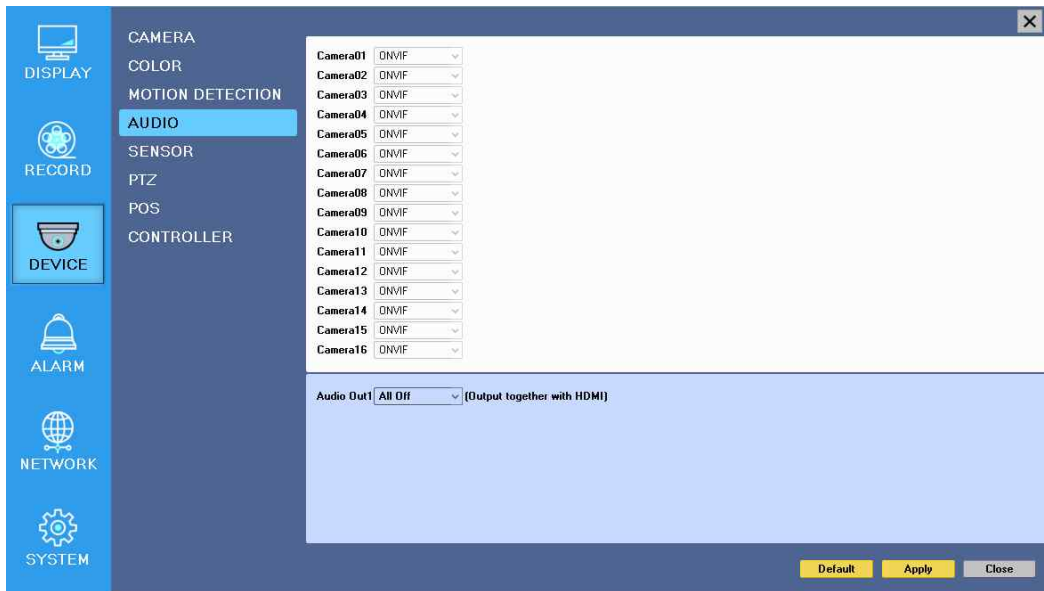 DISPLAY
RECORD
DEVICE
ALARM
NETWORK
SYSTEM
CAMERA
COLOR
MOTION DETECTION
AUDIO
SENSOR
PTZ
POS
CONTROLLER
Camera01 ONVIF
Camera02 ONVIF
Camera03 ONVIF
Camera04 ONVIF
Camera05 ONVIF
Camera06 ONVIF
Camera07 ONVIF
Camera08 ONVIF
Camera09 ONVIF
Camera10 ONVIF
Camera11 ONVIF
Camera12 ONVIF
Camera13 ONVIF
Camera14 ONVIF
Camera15 ONVIF
Camera16 ONVIF
Audio Out1 All Off (Output together with HDMI)
Default Apply Close